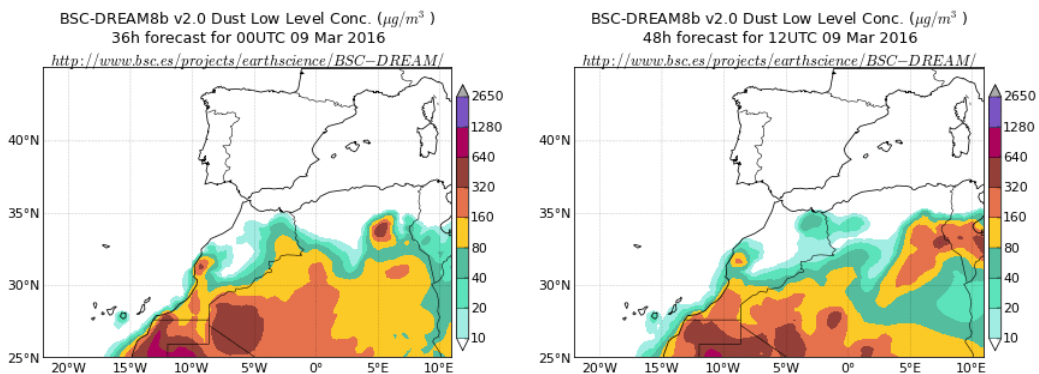 BSC-DREAM8b v2.0 Dust Low Level Conc. (μg/m³ )
36h forecast for 00UTC 09 Mar 2016
http://www.bsc.es/projects/earthscience/BSC−DREAM/
2650
1280
640
320
160
80
40
20
10
40°N
35°N
30°N
25°N
20°W 15°W 10°W 5°W 0° 5°E 10°E
BSC-DREAM8b v2.0 Dust Low Level Conc. (μg/m³ )
48h forecast for 12UTC 09 Mar 2016
http://www.bsc.es/projects/earthscience/BSC−DREAM/
2650
1280
640
320
160
80
40
20
10
40°N
35°N
30°N
25°N
20°W 15°W 10°W 5°W 0° 5°E 10°E